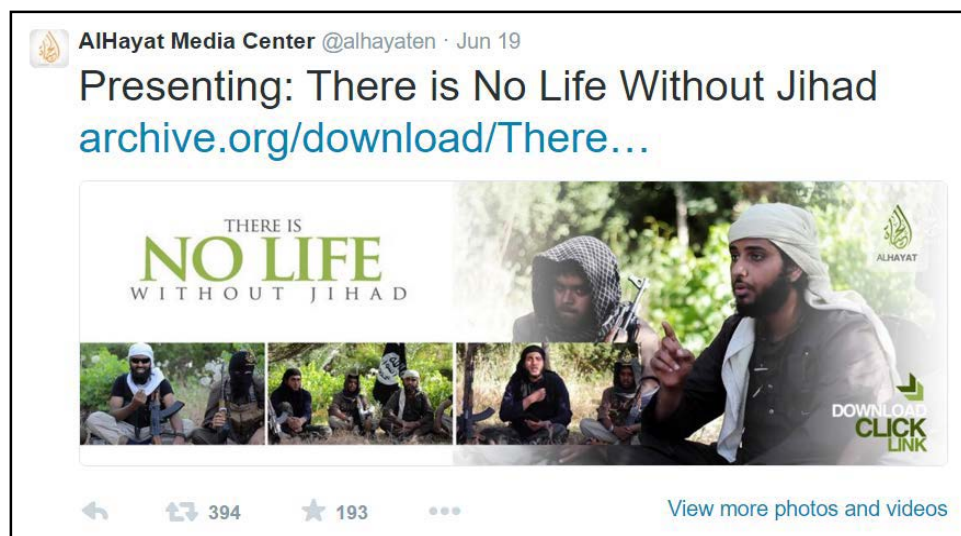 AlHayat Media Center @alhayaten · Jun 19
Presenting: There is No Life Without Jihad
archive.org/download/There…
THERE IS
NO LIFE
WITHOUT JIHAD
ALHAYAT
DOWNLOAD
CLICK
LINK
394
193
View more photos and videos